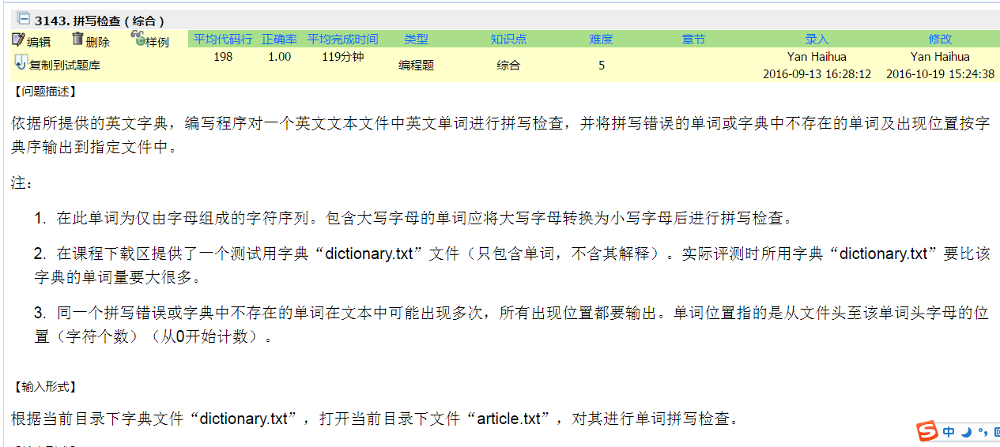 3143. 拼写检查（综合）
编辑 删除 样例 平均代码行 正确率 平均完成时间 类型 知识点 难度 章节 录入 修改
复制到试题库 198 1.00 119分钟 编程题 综合 5 Yan Haihua 2016-09-13 16:28:12 Yan Haihua 2016-10-19 15:24:38
【问题描述】
依据所提供的英文字典，编写程序对一个英文文本文件中英文单词进行拼写检查，并将拼写错误的单词或字典中不存在的单词及出现位置按字
典序输出到指定文件中。
注：
1. 在此单词为仅由字母组成的字符序列。包含大写字母的单词应将大写字母转换为小写字母后进行拼写检查。
2. 在课程下载区提供了一个测试用字典“dictionary.txt”文件（只包含单词，不含其解释）。实际评测时所用字典“dictionary.txt”要比该
字典的单词量要大很多。
3. 同一个拼写错误或字典中不存在的单词在文本中可能出现多次，所有出现位置都要输出。单词位置指的是从文件头至该单词头字母的位
置（字符个数）（从0开始计数）。
【输入形式】
根据当前目录下字典文件“dictionary.txt”，打开当前目录下文件“article.txt”，对其进行单词拼写检查。
中